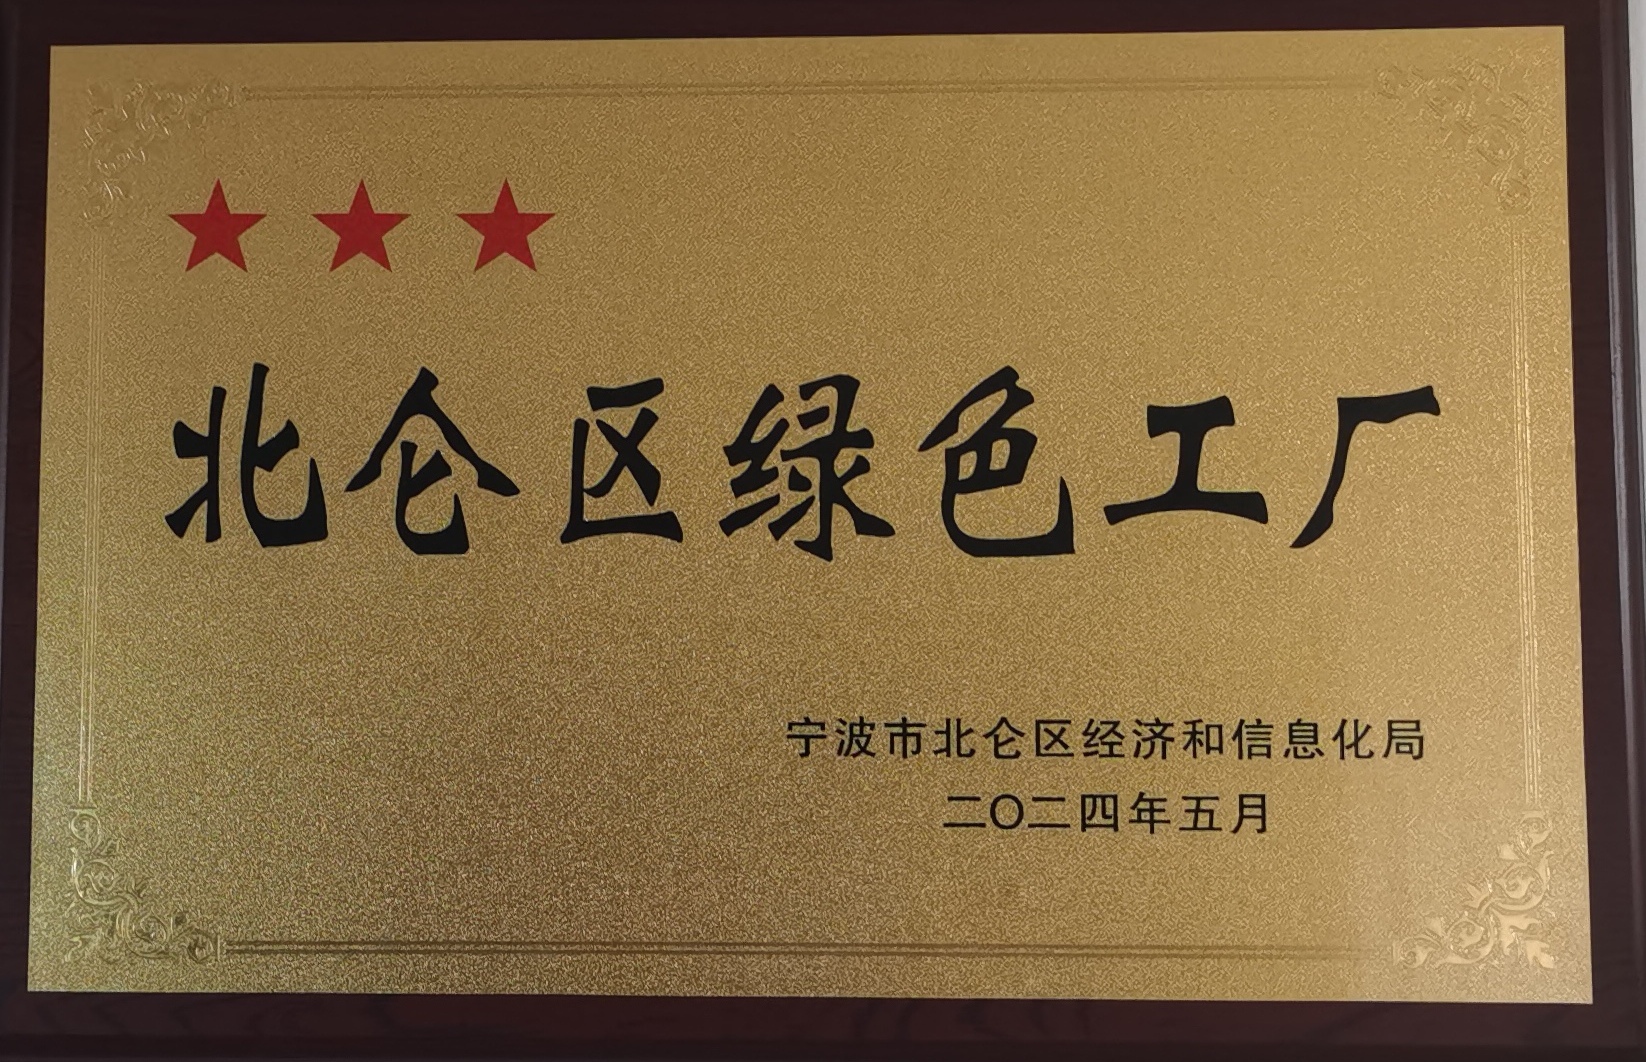 北仑区绿色工厂
宁波市北仑区经济和信息化局
二〇二四年五月